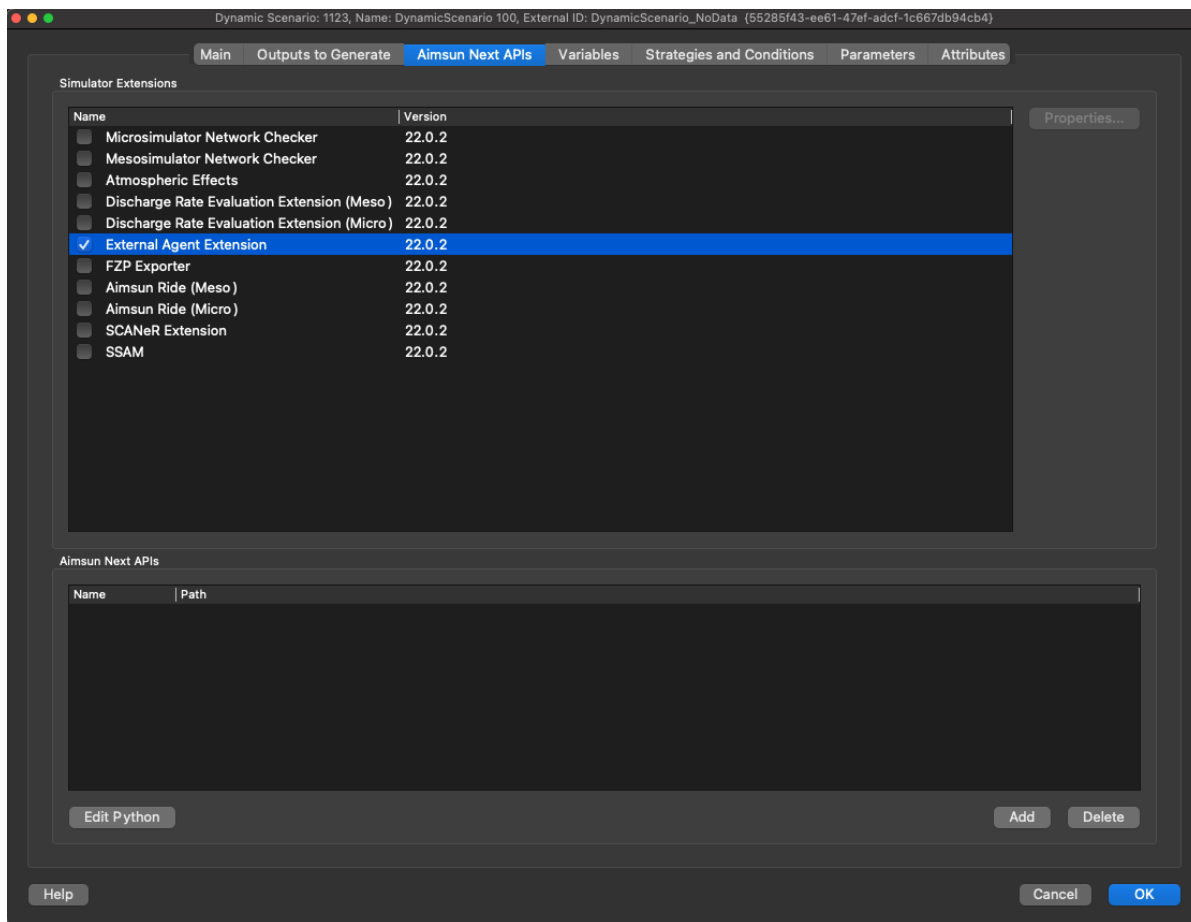 Dynamic Scenario: 1123, Name: DynamicScenario 100, External ID: DynamicScenario_NoData {55285f43-ee61-47ef-adcf-1c667db94cb4}
Main Outputs to Generate Aimsun Next APIs Variables Strategies and Conditions Parameters Attributes
Simulator Extensions
Name Version
Properties...
Microsimulator Network Checker 22.0.2
Mesosimulator Network Checker 22.0.2
Atmospheric Effects 22.0.2
Discharge Rate Evaluation Extension (Meso) 22.0.2
Discharge Rate Evaluation Extension (Micro) 22.0.2
External Agent Extension 22.0.2
FZP Exporter 22.0.2
Aimsun Ride (Meso) 22.0.2
Aimsun Ride (Micro) 22.0.2
SCANeR Extension 22.0.2
SSAM 22.0.2
Aimsun Next APIs
Name Path
Edit Python Add Delete
Help Cancel OK